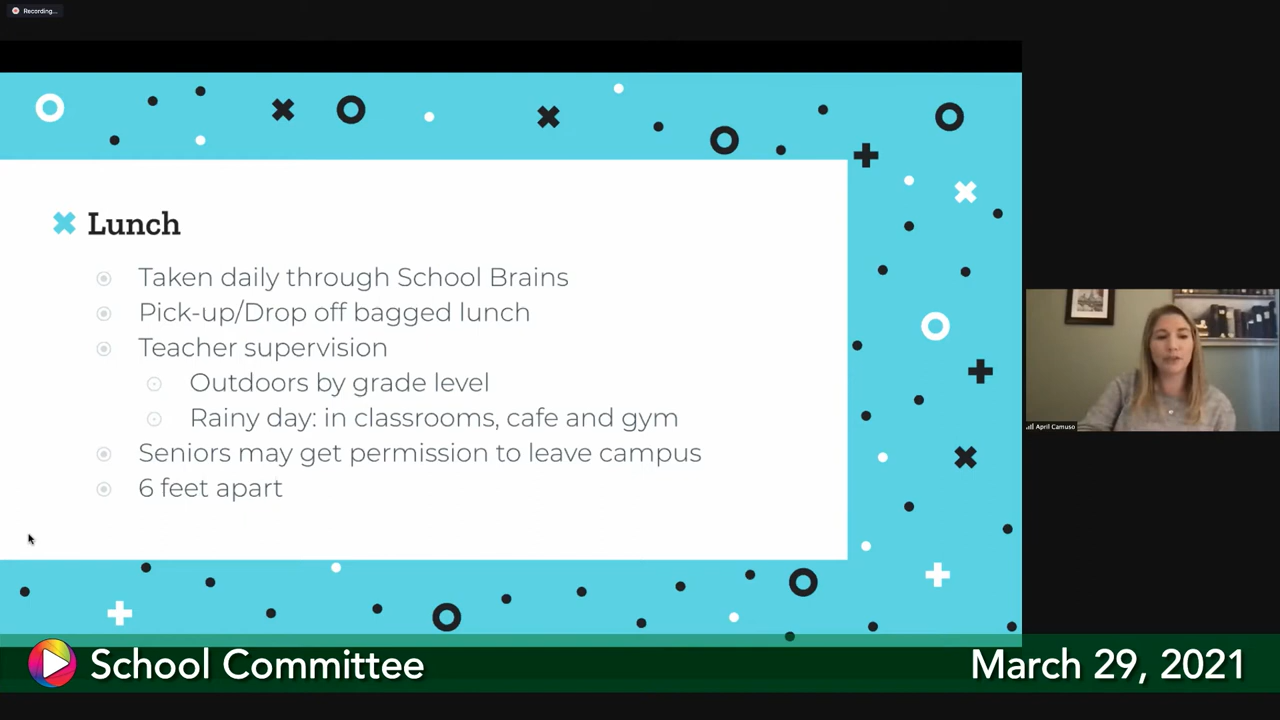 Recording...
Lunch
Taken daily through School Brains
Pick-up/Drop off bagged lunch
Teacher supervision
Outdoors by grade level
Rainy day: in classrooms, cafe and gym
Seniors may get permission to leave campus
6 feet apart
April Camuso
School Committee
March 29, 2021